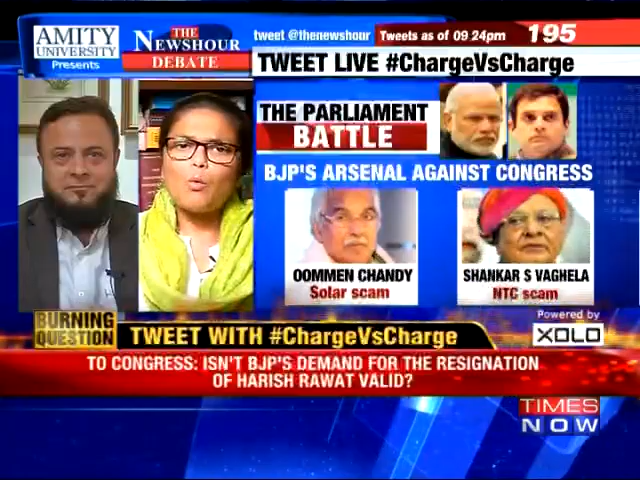 AMITY
UNIVERSITY
Presents
THE
NEWSHOUR
DEBATE
tweet @thenewshour
Tweets as of 09 24pm
195
TWEET LIVE #ChargeVsCharge
THE PARLIAMENT
BATTLE
BJP'S ARSENAL AGAINST CONGRESS
OOMMEN CHANDY
Solar scam
SHANKAR S VAGHELA
NTC scam
BURNING
QUESTION
TWEET WITH #ChargeVsCharge
Powered by
XOLO
TO CONGRESS: ISN'T BJP'S DEMAND FOR THE RESIGNATION
OF HARISH RAWAT VALID?
TIMES
NOW